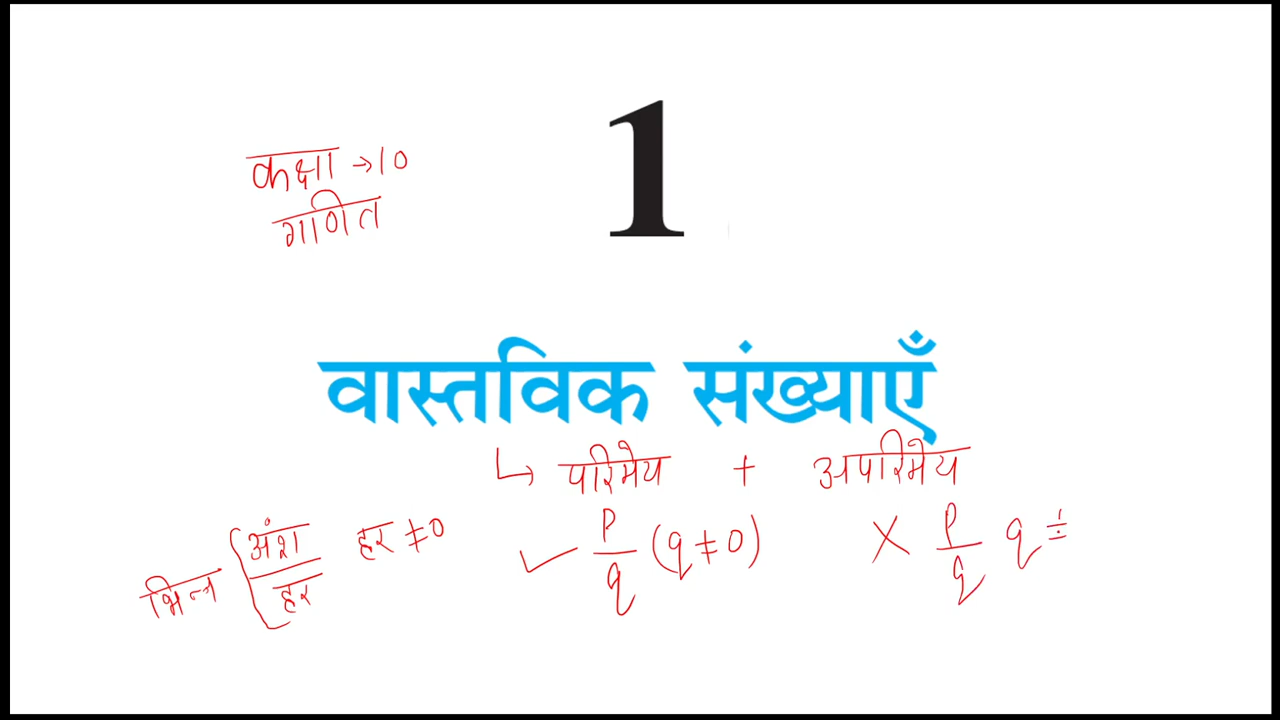 1
कक्षा → 10
गणित
वास्तविक संख्याएँ
↳ परिमेय + अपरिमेय
भिन्न { अंश/हर हर ≠ 0 ✓ p/q (q ≠ 0) × p/q q